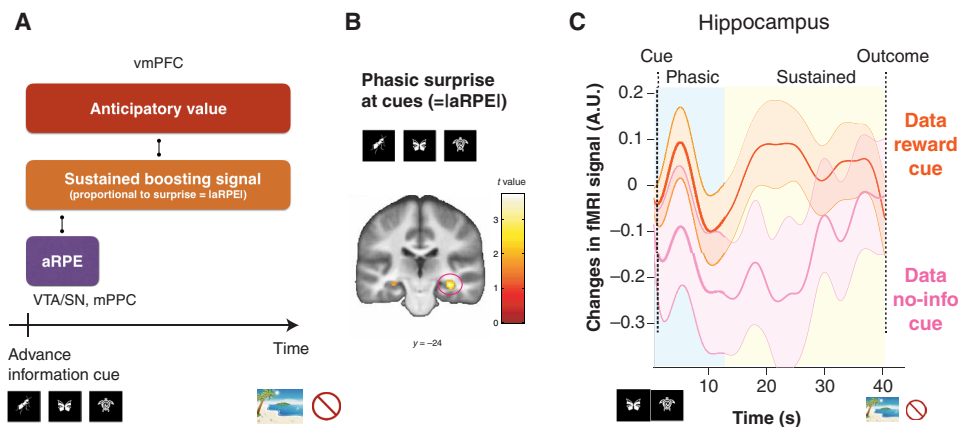 A
vmPFC
Anticipatory value
Sustained boosting signal
(proportional to surprise = |aRPE|)
aRPE
VTA/SN, mPPC
Time
Advance
information cue
B
Phasic surprise
at cues (=|aRPE|)
t value
3
2
1
0
y = –24
C
Hippocampus
Cue
Outcome
Phasic
Sustained
Changes in fMRI signal (A.U.)
0.2
0.1
0
–0.1
–0.2
–0.3
10
20
30
40
Time (s)
Data
reward
cue
Data
no-info
cue